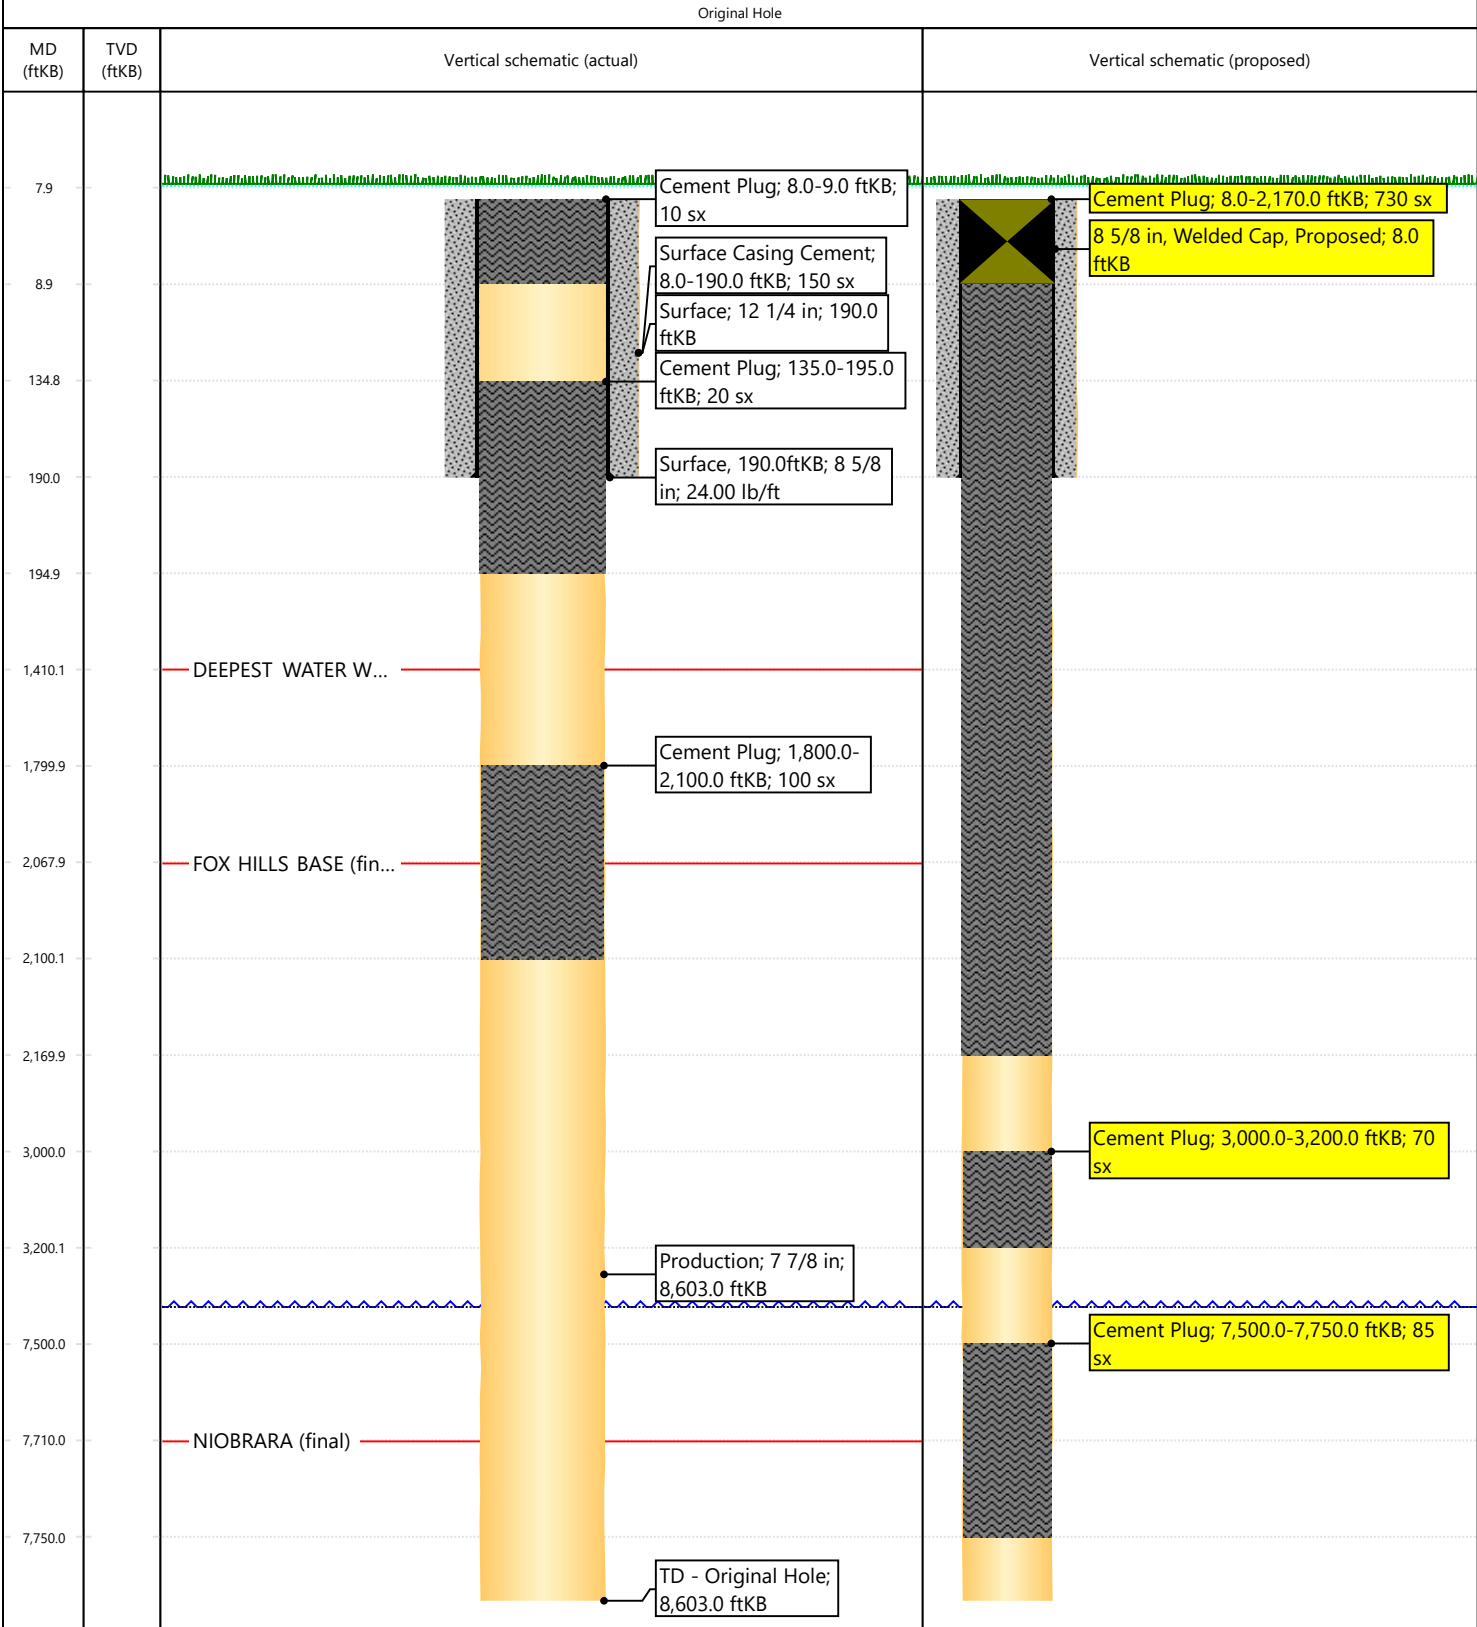 Original Hole
MD
(ftKB)
TVD
(ftKB)
Vertical schematic (actual)
Vertical schematic (proposed)
7.9
8.9
134.8
190.0
194.9
1,410.1
1,799.9
2,067.9
2,100.1
2,169.9
3,000.0
3,200.1
7,500.0
7,710.0
7,750.0
DEEPEST WATER W...
FOX HILLS BASE (fin...
NIOBRARA (final)
Cement Plug; 8.0-9.0 ftKB;
10 sx
Surface Casing Cement;
8.0-190.0 ftKB; 150 sx
Surface; 12 1/4 in; 190.0
ftKB
Cement Plug; 135.0-195.0
ftKB; 20 sx
Surface, 190.0ftKB; 8 5/8
in; 24.00 lb/ft
Cement Plug; 1,800.0-
2,100.0 ftKB; 100 sx
Production; 7 7/8 in;
8,603.0 ftKB
TD - Original Hole;
8,603.0 ftKB
Cement Plug; 8.0-2,170.0 ftKB; 730 sx
8 5/8 in, Welded Cap, Proposed; 8.0
ftKB
Cement Plug; 3,000.0-3,200.0 ftKB; 70
sx
Cement Plug; 7,500.0-7,750.0 ftKB; 85
sx